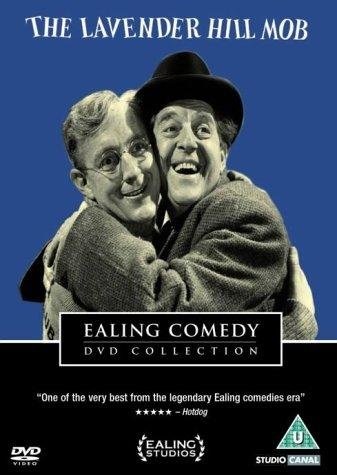 THE LAVENDER HILL MOB
EALING COMEDY
DVD COLLECTION
"One of the very best from the legendary Ealing comedies era"
★★★★★ – Hotdog
DVD
VIDEO
EALING
STUDIOS
U
STUDIO CANAL